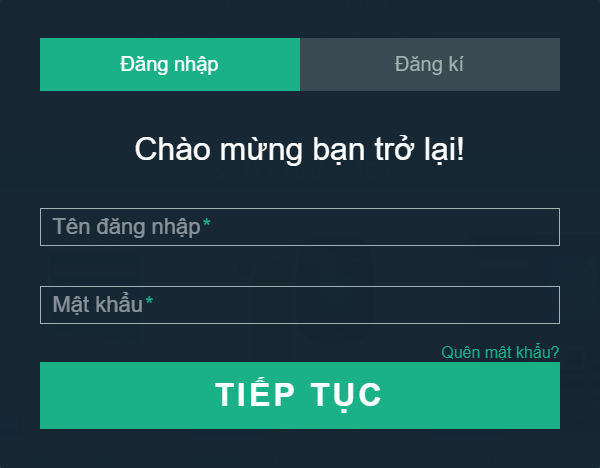 Đăng nhập
Đăng kí
Chào mừng bạn trở lại!
Tên đăng nhập*
Mật khẩu*
Quên mật khẩu?
TIẾP TỤC